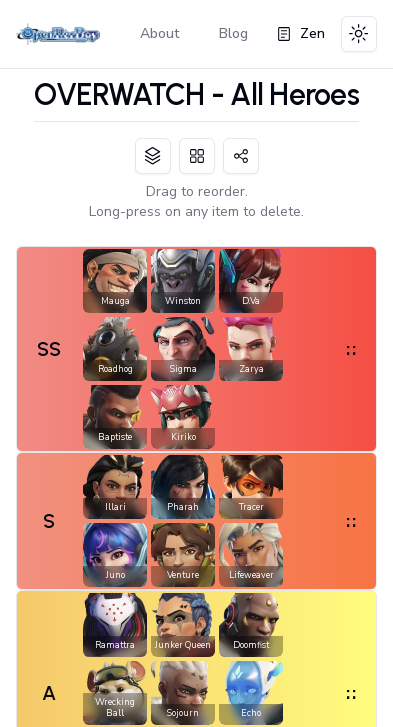 OpenTierBoy About Blog Zen
OVERWATCH - All Heroes
Drag to reorder.
Long-press on any item to delete.
SS
Mauga Winston D.Va
Roadhog Sigma Zarya
Baptiste Kiriko
S
Illari Pharah Tracer
Juno Venture Lifeweaver
A
Ramattra Junker Queen Doomfist
Wrecking
Ball Sojourn Echo